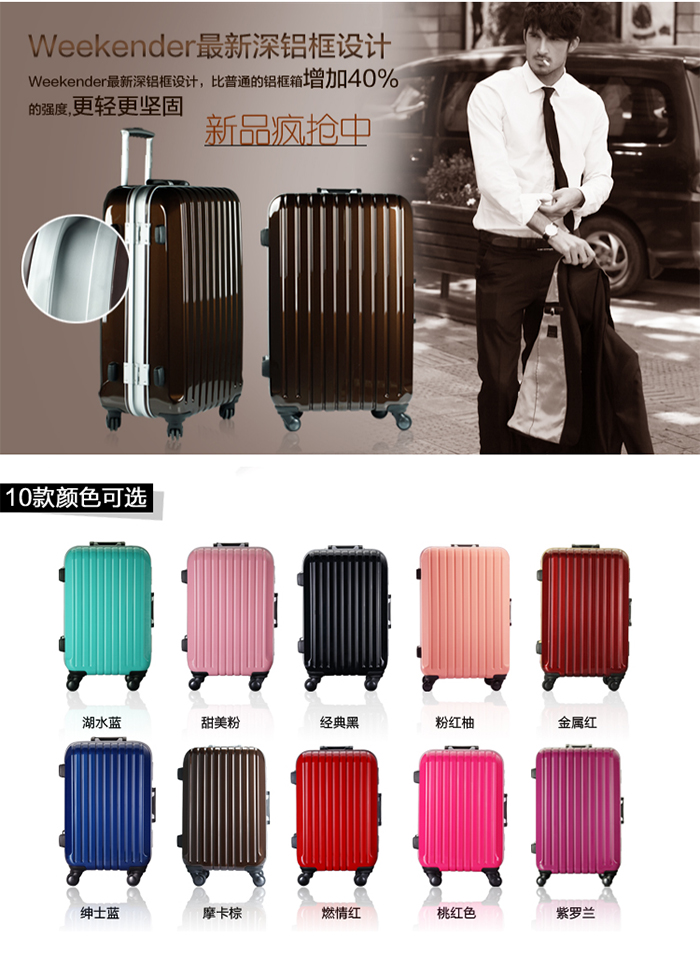 Weekender最新深铝框设计
Weekender最新深铝框设计，比普通的铝框箱增加40%
的强度,更轻更坚固
新品疯抢中
10款颜色可选
湖水蓝 甜美粉 经典黑 粉红柚 金属红
绅士蓝 摩卡棕 燃情红 桃红色 紫罗兰